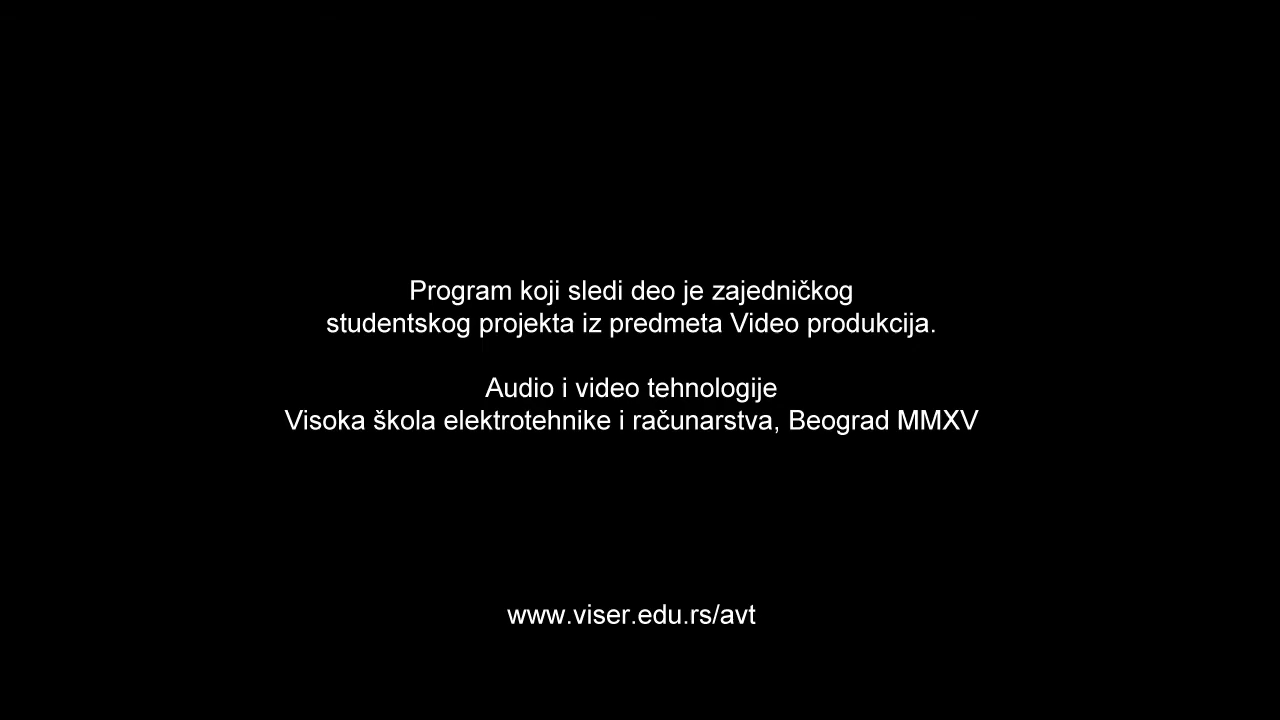 Program koji sledi deo je zajedničkog
studentskog projekta iz predmeta Video produkcija.
Audio i video tehnologije
Visoka škola elektrotehnike i računarstva, Beograd MMXV
www.viser.edu.rs/avt